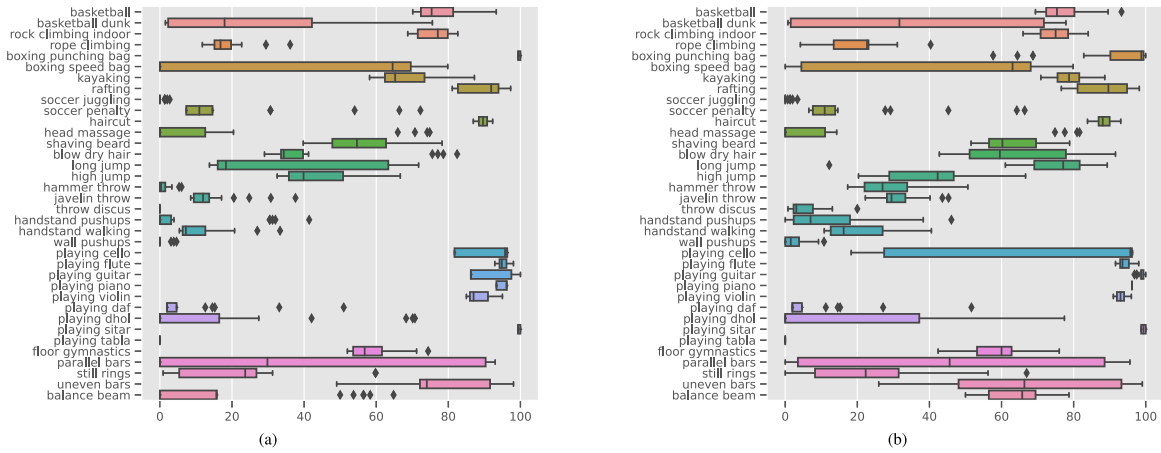 basketball
basketball dunk
rock climbing indoor
rope climbing
boxing punching bag
boxing speed bag
kayaking
rafting
soccer juggling
soccer penalty
haircut
head massage
shaving beard
blow dry hair
long jump
high jump
hammer throw
javelin throw
throw discus
handstand pushups
handstand walking
wall pushups
playing cello
playing flute
playing guitar
playing piano
playing violin
playing daf
playing dhol
playing sitar
playing tabla
floor gymnastics
parallel bars
still rings
uneven bars
balance beam
0 20 40 60 80 100
(a)
basketball
basketball dunk
rock climbing indoor
rope climbing
boxing punching bag
boxing speed bag
kayaking
rafting
soccer juggling
soccer penalty
haircut
head massage
shaving beard
blow dry hair
long jump
high jump
hammer throw
javelin throw
throw discus
handstand pushups
handstand walking
wall pushups
playing cello
playing flute
playing guitar
playing piano
playing violin
playing daf
playing dhol
playing sitar
playing tabla
floor gymnastics
parallel bars
still rings
uneven bars
balance beam
0 20 40 60 80 100
(b)